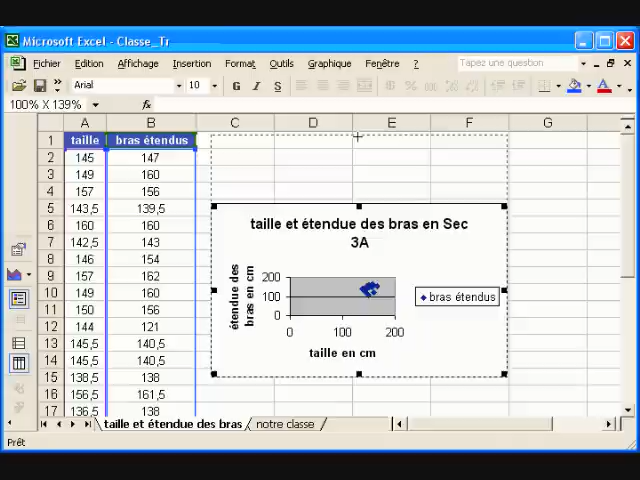 Microsoft Excel - Classe_Tr
Fichier Edition Affichage Insertion Format Outils Graphique Fenêtre ? Tapez une question
Arial 10 G I S % 000
100% X 139% fx
A B C D E F G
1 taille bras étendus
2 145 147
3 149 160
4 157 156
5 143,5 139,5
6 160 160
7 142,5 143
8 146 154
9 157 162
10 149 160
11 150 156
12 144 121
13 145,5 140,5
14 145,5 140,5
15 138,5 138
16 156,5 161,5
17 136,5 138
taille et étendue des bras en Sec
3A
étendue des
bras en cm
200
100
0
0 100 200
taille en cm
bras étendus
taille et étendue des bras notre classe
Prêt